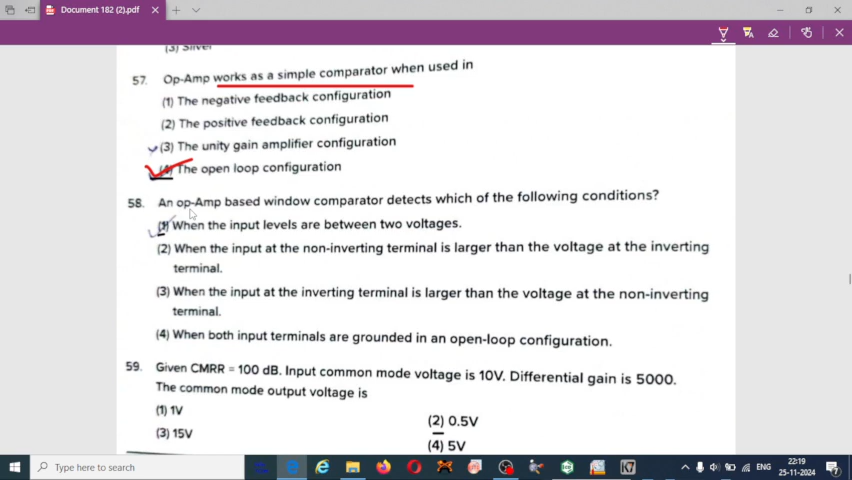 Document 182 (2).pdf
(3) Silver
57. Op-Amp works as a simple comparator when used in
(1) The negative feedback configuration
(2) The positive feedback configuration
(3) The unity gain amplifier configuration
(4) The open loop configuration
58. An op-Amp based window comparator detects which of the following conditions?
(1) When the input levels are between two voltages.
(2) When the input at the non-inverting terminal is larger than the voltage at the inverting
terminal.
(3) When the input at the inverting terminal is larger than the voltage at the non-inverting
terminal.
(4) When both input terminals are grounded in an open-loop configuration.
59. Given CMRR = 100 dB. Input common mode voltage is 10V. Differential gain is 5000.
The common mode output voltage is
(1) 1V
(2) 0.5V
(3) 15V
(4) 5V
Type here to search
ENG
22:19
25-11-2024